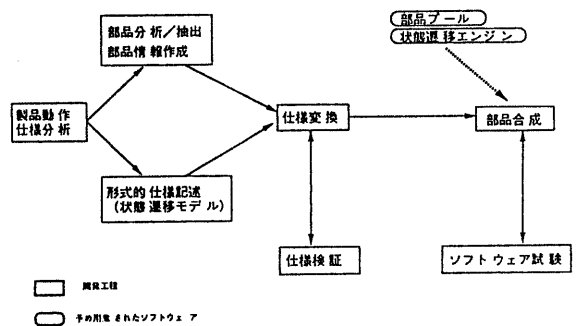 部品分析／抽出
部品情報作成
部品プール
状態遷移エンジン
製品動作
仕様分析
仕様変換
部品合成
形式的仕様記述
（状態遷移モデル）
仕様検証
ソフトウェア試験
開発工程
予め用意されたソフトウェア